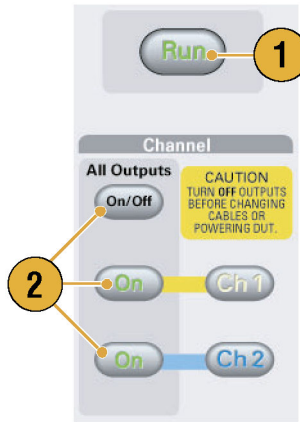 Run
1
Channel
All Outputs
On/Off
CAUTION
TURN OFF OUTPUTS
BEFORE CHANGING
CABLES OR
POWERING DUT.
2
On
Ch 1
On
Ch 2